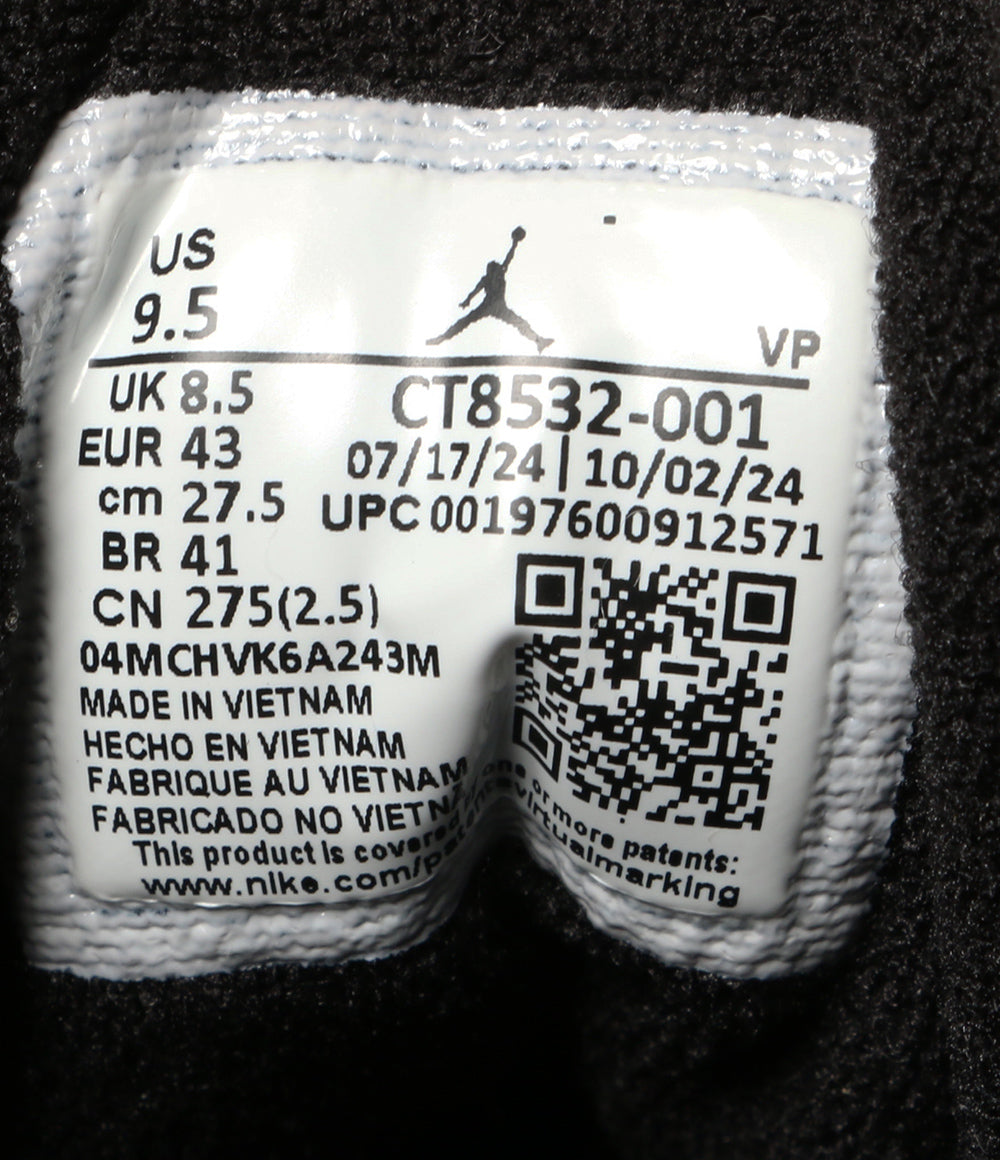 US
9.5
VP
UK 8.5
EUR 43
cm 27.5
BR 41
CN 275(2.5)
CT8532-001
07/17/24 | 10/02/24
UPC 00197600912571
04MCHVK6A243M
MADE IN VIETNAM
HECHO EN VIETNAM
FABRIQUE AU VIETNAM
FABRICADO NO VIETNA
This product is covered one or more patents:
www.nike.com/pate virtualmarking